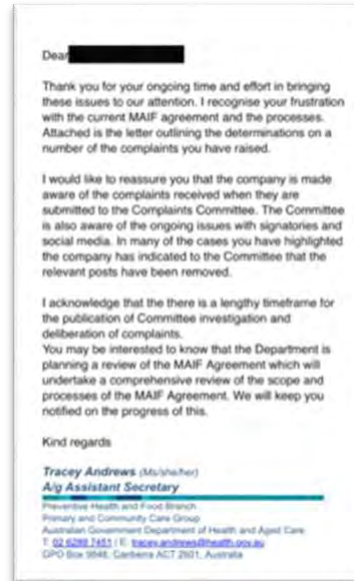 Dear
Thank you for your ongoing time and effort in bringing
these issues to our attention. I recognise your frustration
with the current MAIF agreement and the processes.
Attached is the letter outlining the determinations on a
number of the complaints you have raised.
I would like to reassure you that the company is made
aware of the complaints received when they are
submitted to the Complaints Committee. The Committee
is also aware of the ongoing issues with signatories and
social media. In many of the cases you have highlighted
the company has indicated to the Committee that the
relevant posts have been removed.
I acknowledge that the there is a lengthy timeframe for
the publication of Committee investigation and
deliberation of complaints.
You may be interested to know that the Department is
planning a review of the MAIF Agreement which will
undertake a comprehensive review of the scope and
processes of the MAIF Agreement. We will keep you
notified on the progress of this.
Kind regards
Tracey Andrews (Ms/she/her)
A/g Assistant Secretary
Preventive Health and Food Branch
Primary and Community Care Group
Australian Government Department of Health and Aged Care
T: 02 6289 7451 | E: tracey.andrews@health.gov.au
GPO Box 9848, Canberra ACT 2601, Australia